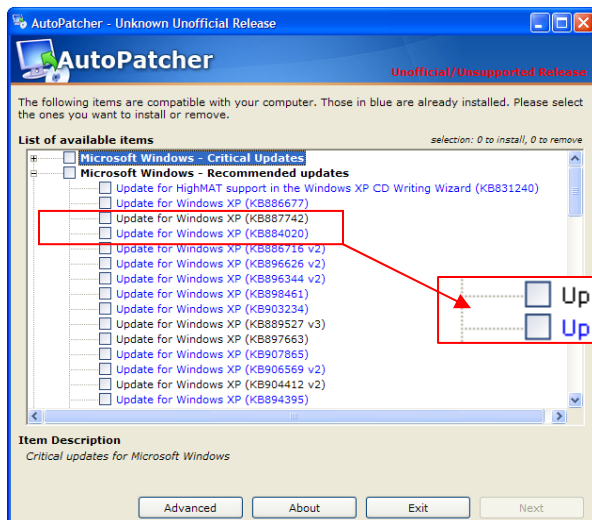 AutoPatcher - Unknown Unofficial Release
AutoPatcher
Unofficial/Unsupported Release
The following items are compatible with your computer. Those in blue are already installed. Please select
the ones you want to install or remove.
List of available items
selection: 0 to install, 0 to remove
Microsoft Windows - Critical Updates
Microsoft Windows - Recommended updates
Update for HighMAT support in the Windows XP CD Writing Wizard (KB831240)
Update for Windows XP (KB886677)
Update for Windows XP (KB887742)
Update for Windows XP (KB884020)
Update for Windows XP (KB886716 v2)
Update for Windows XP (KB896626 v2)
Update for Windows XP (KB896344 v2)
Update for Windows XP (KB898461)
Update for Windows XP (KB903234)
Update for Windows XP (KB889527 v3)
Update for Windows XP (KB897663)
Update for Windows XP (KB907865)
Update for Windows XP (KB906569 v2)
Update for Windows XP (KB904412 v2)
Update for Windows XP (KB894395)
Up
Up
Item Description
Critical updates for Microsoft Windows
Advanced
About
Exit
Next